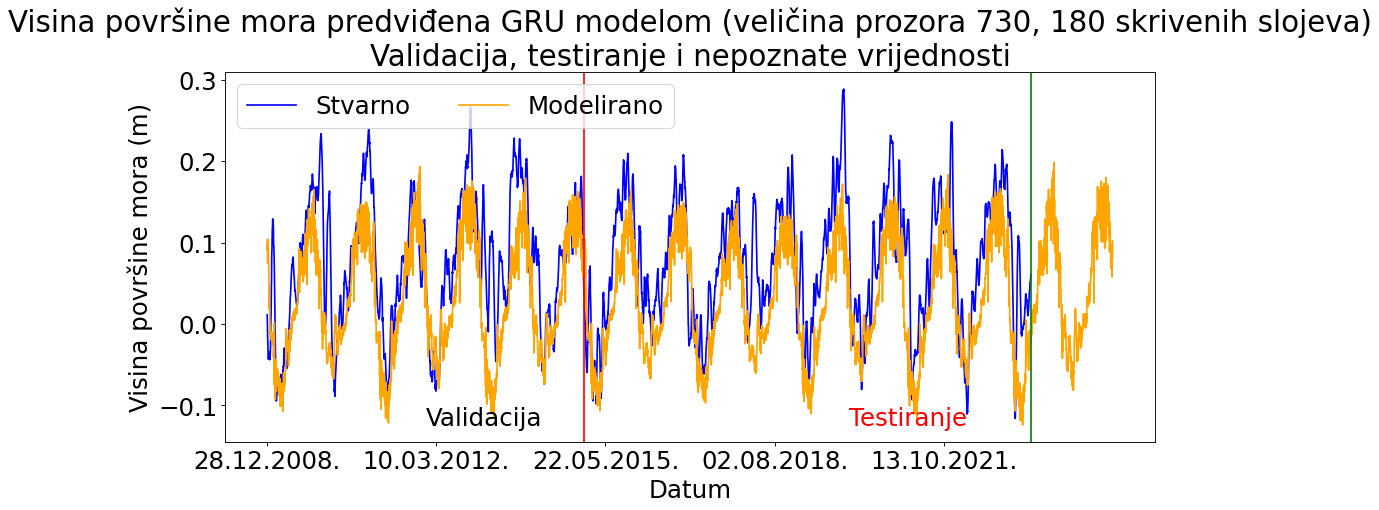 Visina površine mora predviđena GRU modelom (veličina prozora 730, 180 skrivenih slojeva)
Validacija, testiranje i nepoznate vrijednosti
Stvarno
Modelirano
Visina površine mora (m)
0.3
0.2
0.1
0.0
−0.1
Validacija
Testiranje
28.12.2008.
10.03.2012.
22.05.2015.
02.08.2018.
13.10.2021.
Datum